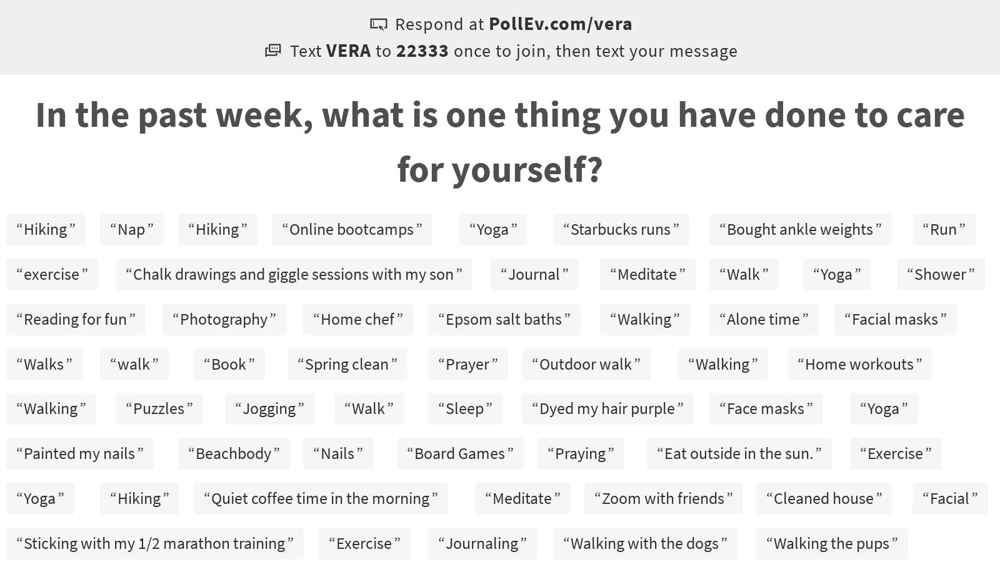 Respond at PollEv.com/vera
Text VERA to 22333 once to join, then text your message
In the past week, what is one thing you have done to care
for yourself?
“Hiking” “Nap” “Hiking” “Online bootcamps” “Yoga” “Starbucks runs” “Bought ankle weights” “Run”
“exercise” “Chalk drawings and giggle sessions with my son” “Journal” “Meditate” “Walk” “Yoga” “Shower”
“Reading for fun” “Photography” “Home chef” “Epsom salt baths” “Walking” “Alone time” “Facial masks”
“Walks” “walk” “Book” “Spring clean” “Prayer” “Outdoor walk” “Walking” “Home workouts”
“Walking” “Puzzles” “Jogging” “Walk” “Sleep” “Dyed my hair purple” “Face masks” “Yoga”
“Painted my nails” “Beachbody” “Nails” “Board Games” “Praying” “Eat outside in the sun.” “Exercise”
“Yoga” “Hiking” “Quiet coffee time in the morning” “Meditate” “Zoom with friends” “Cleaned house” “Facial”
“Sticking with my 1/2 marathon training” “Exercise” “Journaling” “Walking with the dogs” “Walking the pups”